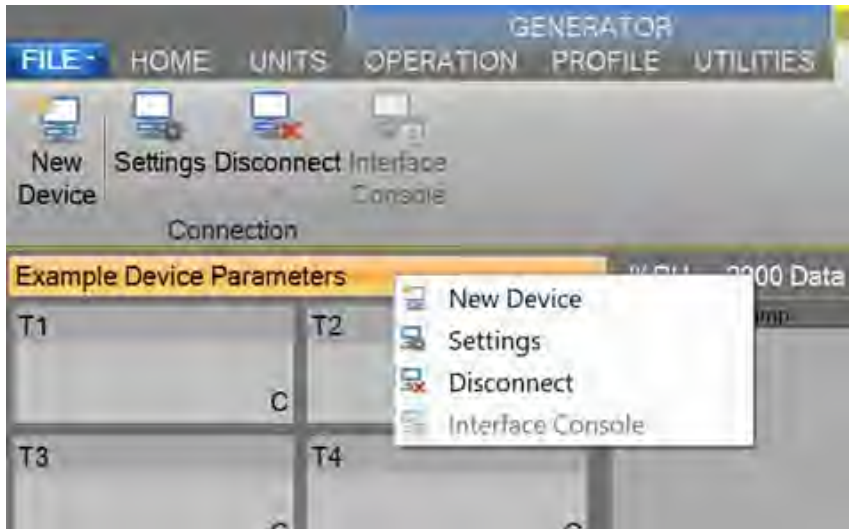 GENERATOR
FILE HOME UNITS OPERATION PROFILE UTILITIES
New Device
Settings
Disconnect
Interface Console
Connection
Example Device Parameters
00 Data
T1
C
T2
New Device
Settings
Disconnect
Interface Console
T3
T4